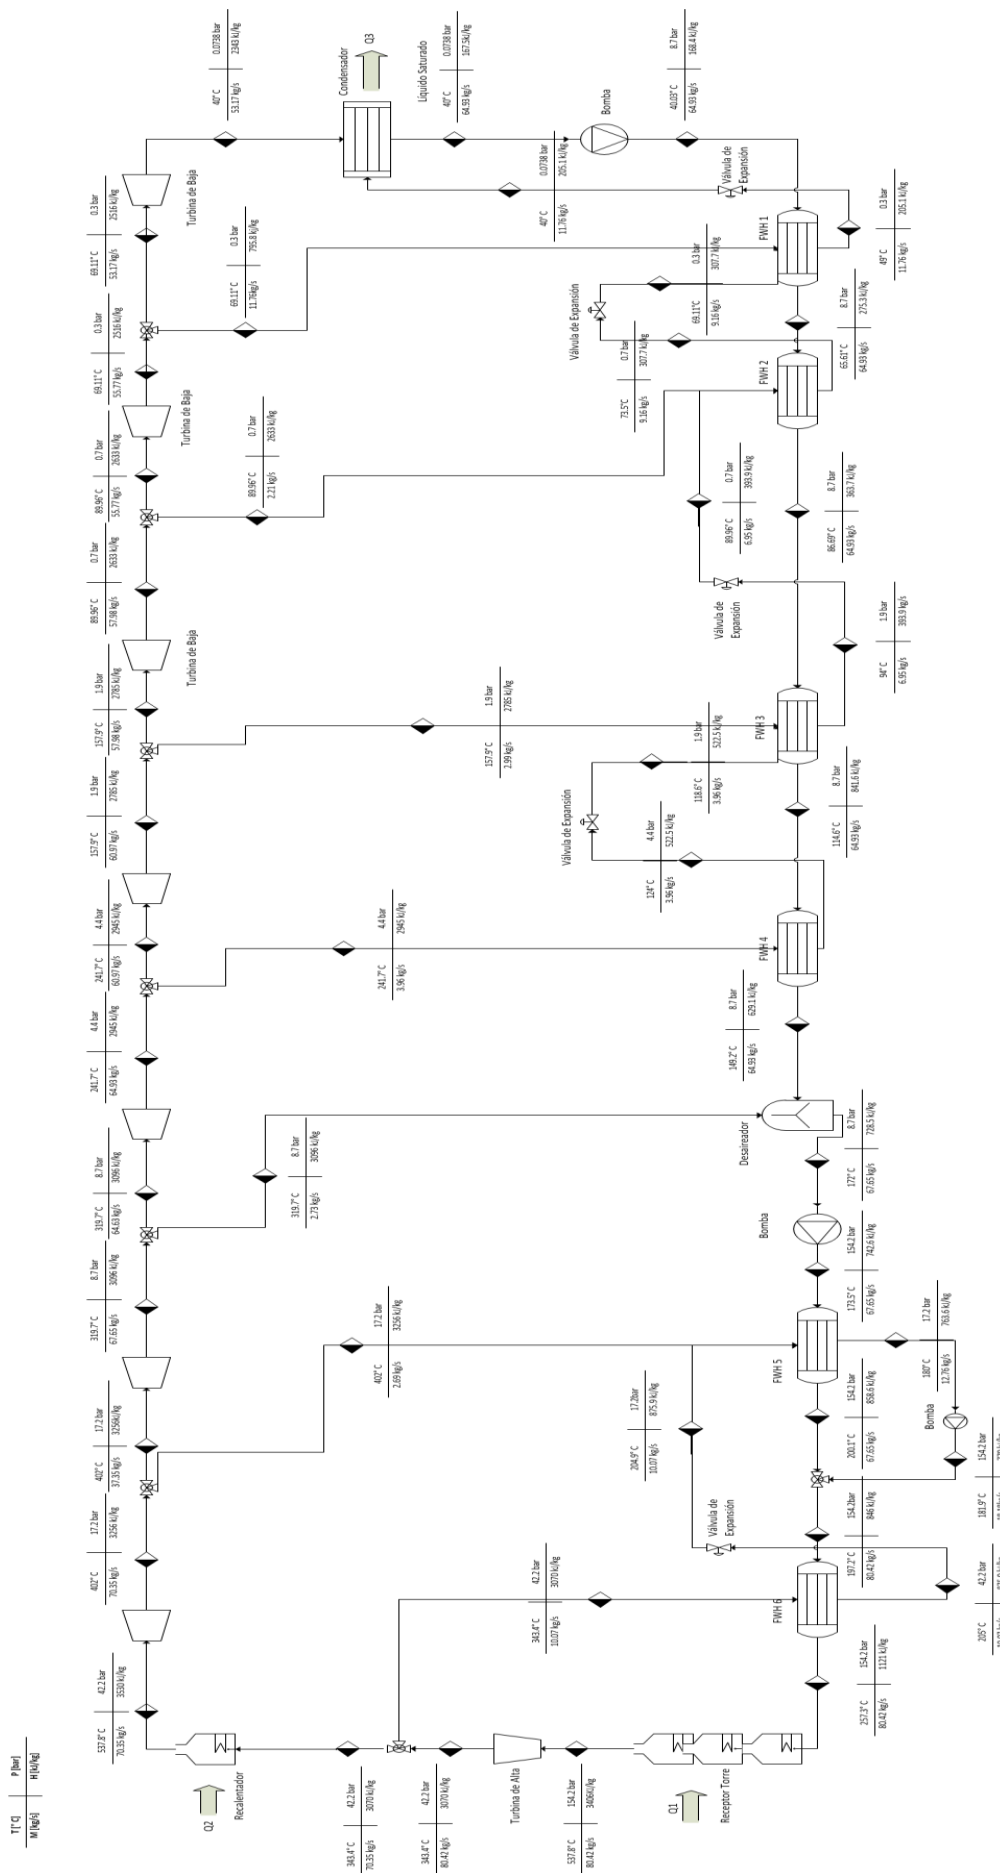 T [°C] P [bar]
M [kg/s] H [kJ/kg]
537.8° C 42.2 bar
70.35 kg/s 3530 kJ/kg
402° C 17.2 bar
70.35 kg/s 3256 kJ/kg
402° C 17.2 bar
37.35 kg/s 3256kJ/kg
319.7° C 8.7 bar
67.65 kg/s 3096 kJ/kg
319.7° C 8.7 bar
64.63 kg/s 3096 kJ/kg
241.7° C 4.4 bar
64.93 kg/s 2945 kJ/kg
241.7° C 4.4 bar
60.97 kg/s 2945 kJ/kg
157.9° C 1.9 bar
60.97 kg/s 2785 kJ/kg
157.9° C 1.9 bar
57.98 kg/s 2785 kJ/kg
89.96° C 0.7 bar
57.98 kg/s 2633 kJ/kg
89.96° C 0.7 bar
55.77 kg/s 2633 kJ/kg
69.11° C 0.3 bar
55.77 kg/s 2516 kJ/kg
69.11° C 0.3 bar
53.17 kg/s 2516 kJ/kg
40° C 0.0738 bar
53.17 kg/s 2343 kJ/kg
Q2
Recalentador
Turbina de Baja
Turbina de Baja
Turbina de Baja
Condensador
Q3
69.11° C 0.3 bar
11.76kg/s 795.8 kJ/kg
89.96° C 0.7 bar
2.21 kg/s 2633 kJ/kg
319.7° C 8.7 bar
2.73 kg/s 3096 kJ/kg
Líquido Saturado
40° C 0.0738 bar
64.93 kg/s 167.5kJ/kg
343.4° C 42.2 bar
70.35 kg/s 3070 kJ/kg
343.4° C 42.2 bar
80.42 kg/s 3070 kJ/kg
402° C 17.2 bar
2.69 kg/s 3256 kJ/kg
241.7° C 4.4 bar
3.96 kg/s 2945 kJ/kg
157.9° C 1.9 bar
2.99 kg/s 2785 kJ/kg
Turbina de Alta
537.8° C 154.2 bar
80.42 kg/s 3406kJ/kg
343.4° C 42.2 bar
10.07 kg/s 3070 kJ/kg
40° C 0.0738 bar
11.76 kg/s 205.1 kJ/kg
Válvula de Expansión
Válvula de Expansión
Bomba
73.5° C 0.7 bar
9.16 kg/s 307.7 kJ/kg
69.11° C 0.3 bar
9.16 kg/s 307.7 kJ/kg
40.03° C 8.7 bar
64.93 kg/s 168.4 kJ/kg
204.9° C 17.2bar
10.07 kg/s 875.9 kJ/kg
124° C 4.4 bar
3.96 kg/s 522.5 kJ/kg
118.6° C 1.9 bar
3.96 kg/s 522.5 kJ/kg
Q1
Receptor Torre
Válvula de
Expansión
Válvula de
Expansión
Válvula de
Expansión
89.96° C 0.7 bar
6.95 kg/s 393.9 kJ/kg
149.2° C 8.7 bar
64.93 kg/s 629.1 kJ/kg
FWH 6
FWH 5
Bomba
Desaireador
FWH 4
FWH 3
FWH 2
FWH 1
114.6° C 8.7 bar
64.93 kg/s 841.6 kJ/kg
86.69° C 8.7 bar
64.93 kg/s 363.7 kJ/kg
65.61° C 8.7 bar
64.93 kg/s 275.3 kJ/kg
257.3° C 154.2 bar
80.42 kg/s 1121 kJ/kg
197.2° C 154.2bar
80.42 kg/s 846 kJ/kg
200.1° C 154.2 bar
67.65 kg/s 858.6 kJ/kg
173.5° C 154.2 bar
67.65 kg/s 742.6 kJ/kg
172° C 8.7 bar
67.65 kg/s 728.5 kJ/kg
94° C 1.9 bar
6.95 kg/s 393.9 kJ/kg
49° C 0.3 bar
11.76 kg/s 205.1 kJ/kg
Bomba
180° C 17.2 bar
12.76 kg/s 763.6 kJ/kg
205° C 42.2 bar
181.9° C 154.2 bar